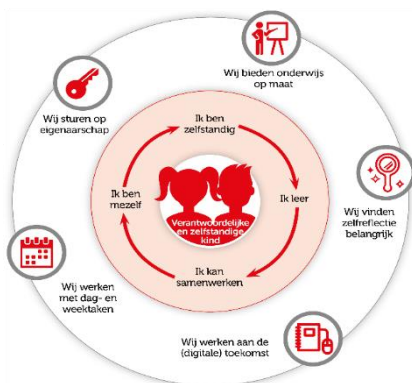 Wij bieden onderwijs
op maat
Wij sturen op
eigenaarschap
Ik ben
zelfstandig
Ik ben
mezelf
Ik leer
Verantwoordelijke
en zelfstandige
kind
Wij vinden
zelfreflectie
belangrijk
Ik kan
samenwerken
Wij werken
met dag- en
weektaken
Wij werken aan de
(digitale) toekomst